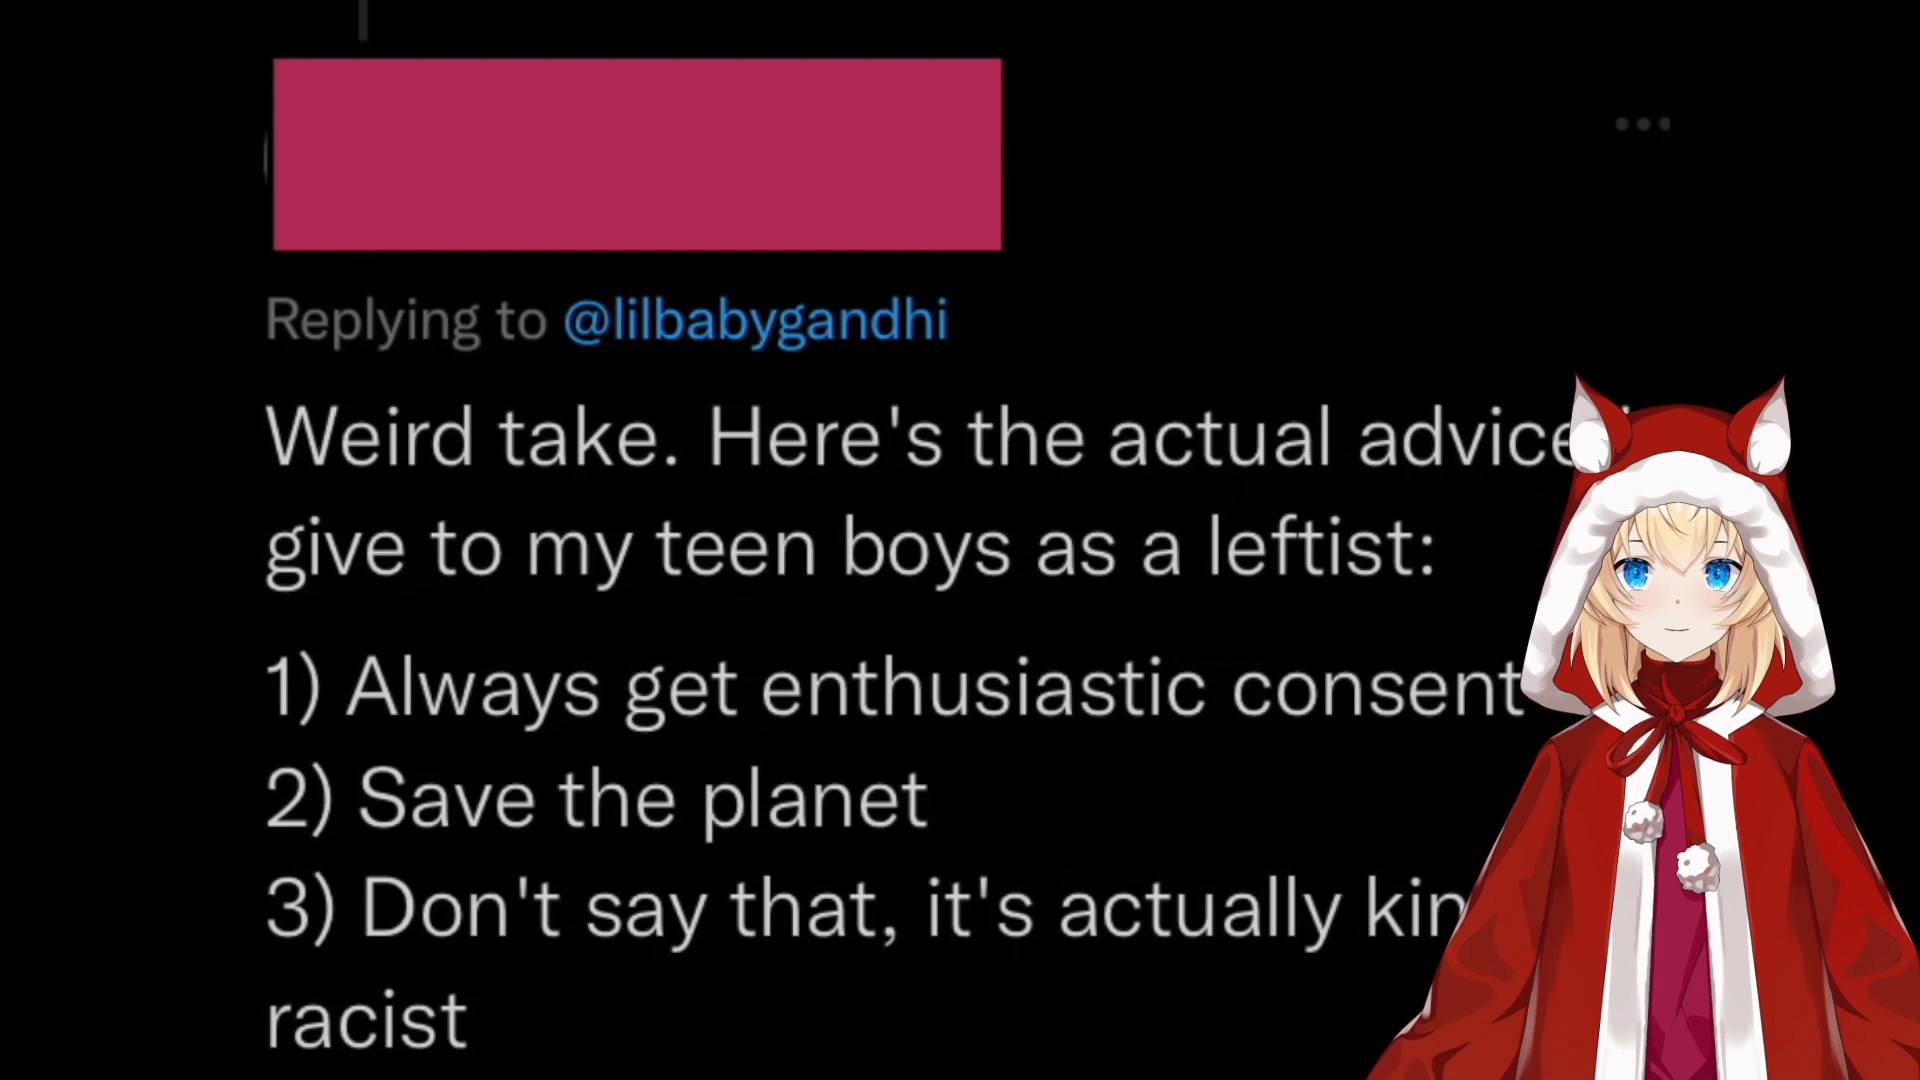 Replying to @lilbabygandhi
Weird take. Here's the actual advice
give to my teen boys as a leftist:
1) Always get enthusiastic consent
2) Save the planet
3) Don't say that, it's actually kin
racist